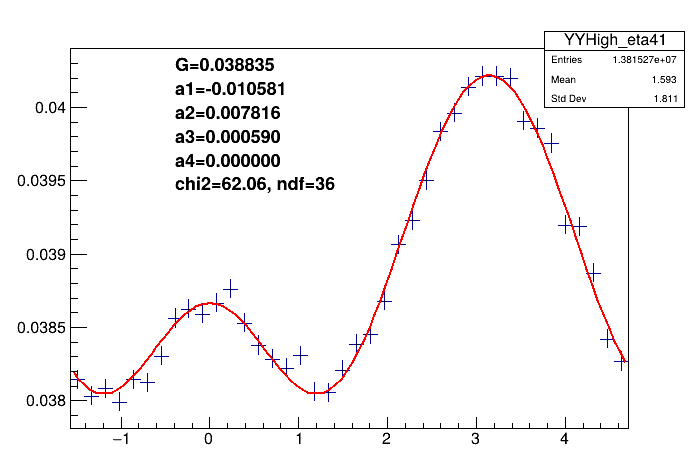 YYHigh_eta41
Entries 1.381527e+07
Mean 1.593
Std Dev 1.811
G=0.038835
a1=-0.010581
a2=0.007816
a3=0.000590
a4=0.000000
chi2=62.06, ndf=36
0.04
0.0395
0.039
0.0385
0.038
−1 0 1 2 3 4